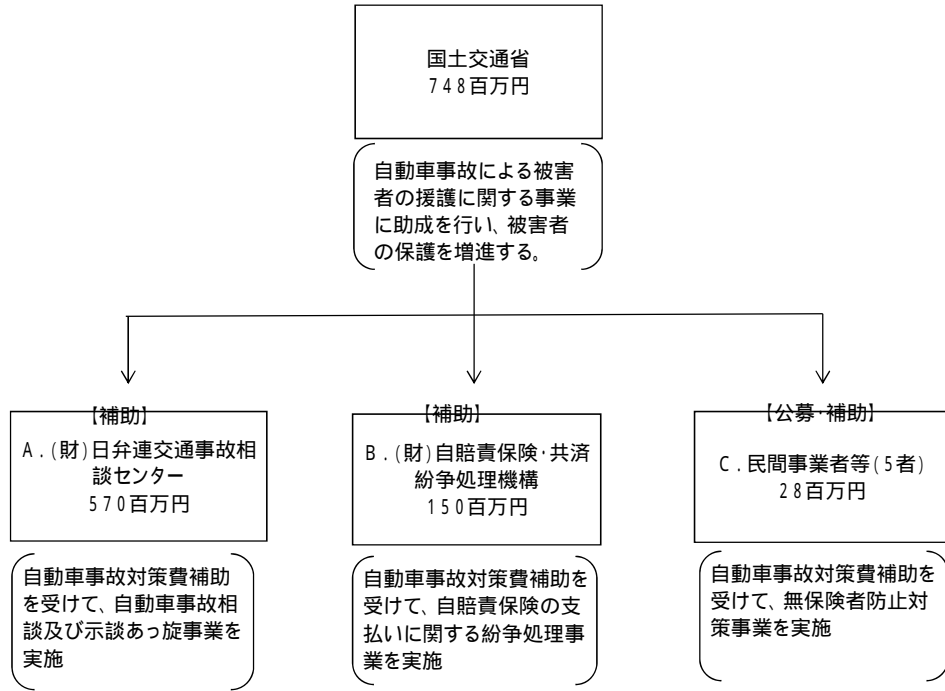 国土交通省
748百万円
自動車事故による被害
者の援護に関する事業
に助成を行い、被害者
の保護を増進する。
【補助】
A.(財)日弁連交通事故相
談センター
570百万円
【補助】
B.(財)自賠責保険・共済
紛争処理機構
150百万円
【公募・補助】
C.民間事業者等(5者)
28百万円
自動車事故対策費補助
を受けて、自動車事故相
談及び示談あっ旋事業を
実施
自動車事故対策費補助を
受けて、自賠責保険の支
払いに関する紛争処理事
業を実施
自動車事故対策費補助を
受けて、無保険者防止対
策事業を実施